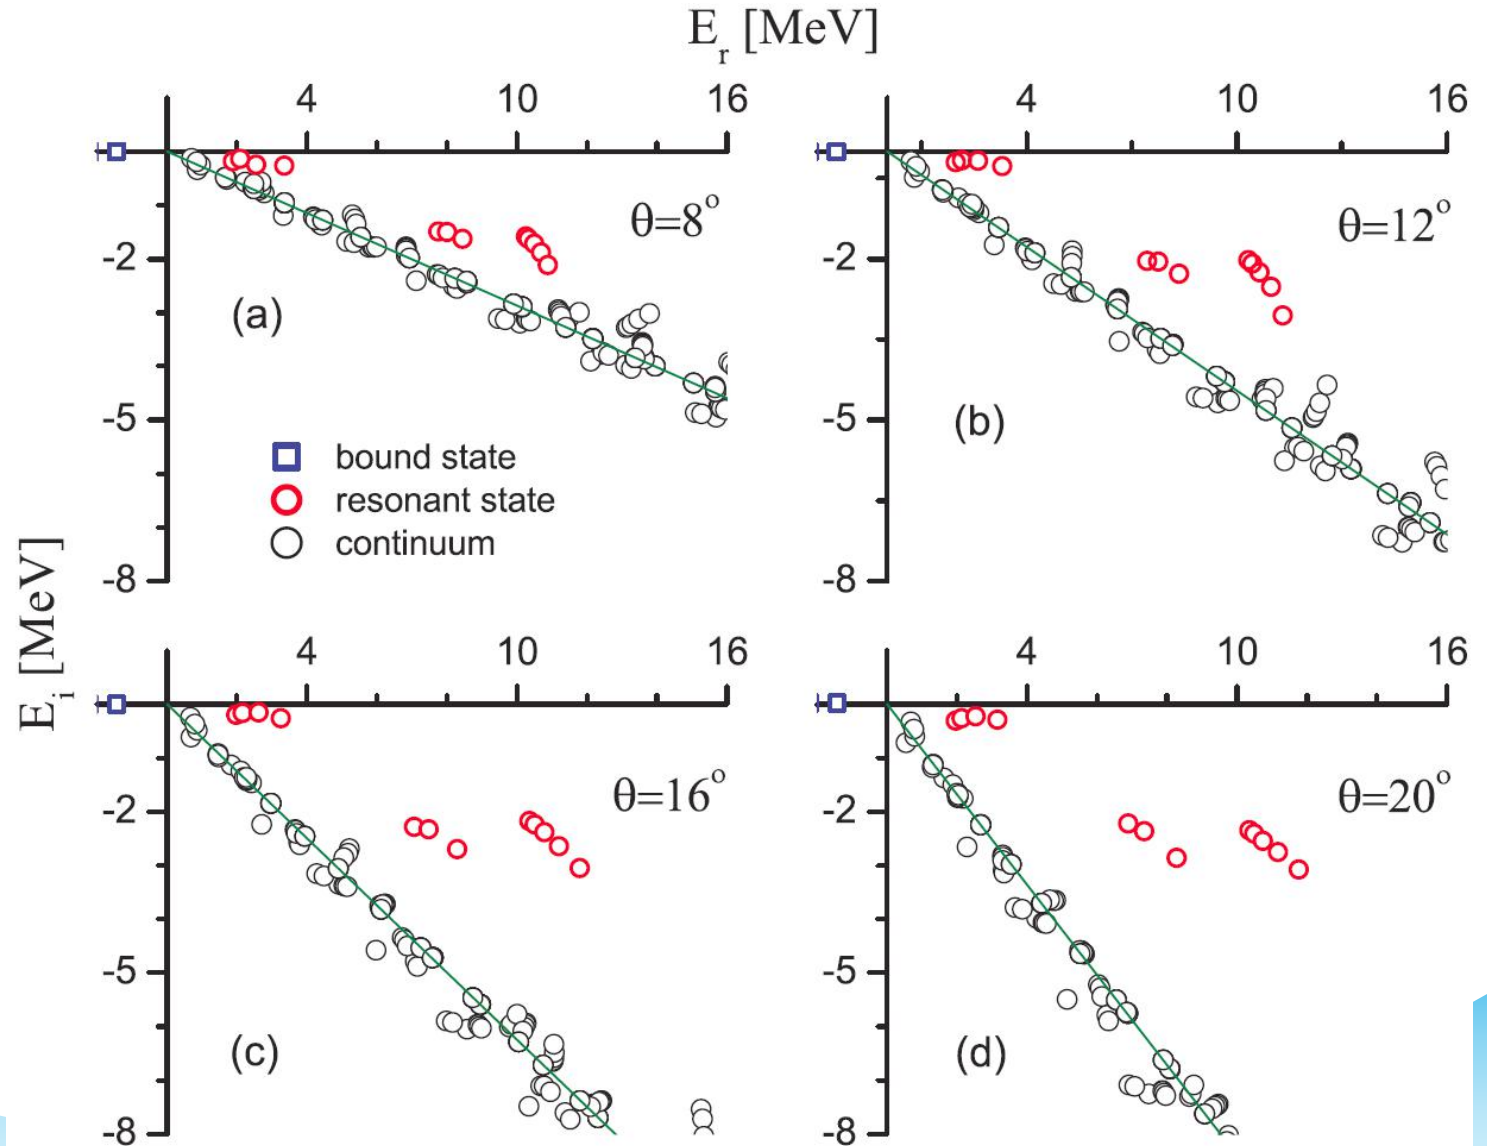 E_r [MeV]
4 10 16
4 10 16
-2
-5
-8
θ=8°
(a)
bound state
resonant state
continuum
-2
-5
-8
θ=12°
(b)
E_i [MeV]
4 10 16
4 10 16
-2
-5
-8
θ=16°
(c)
-2
-5
-8
θ=20°
(d)